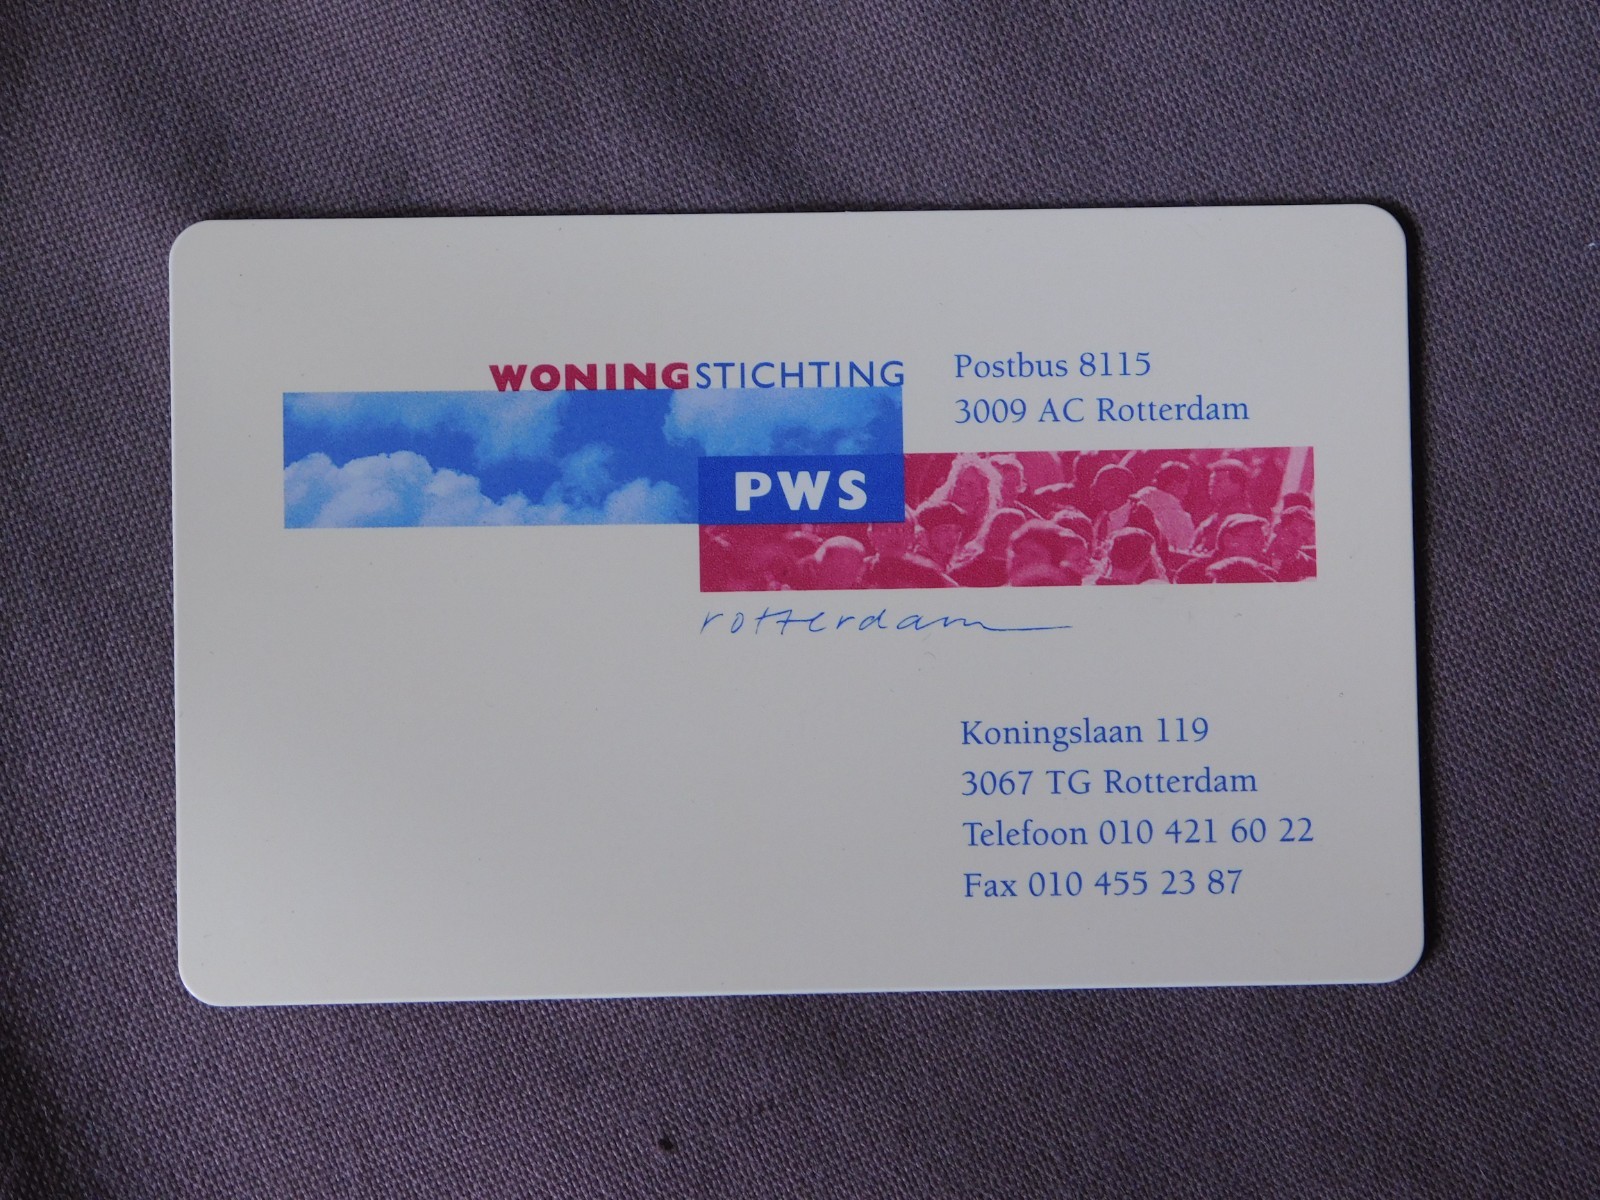 WONINGSTICHTING
PWS
rotterdam
Postbus 8115
3009 AC Rotterdam
Koningslaan 119
3067 TG Rotterdam
Telefoon 010 421 60 22
Fax 010 455 23 87